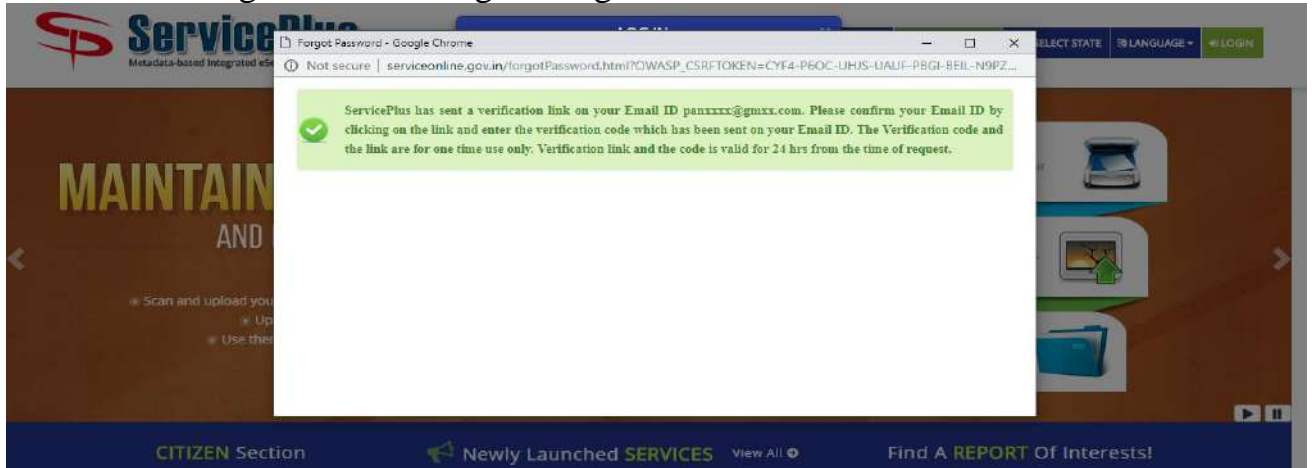 ServicePlus
Metadata-based Integrated eSe
LOGIN
SELECT STATE
LANGUAGE
LOGIN
Forgot Password - Google Chrome
Not secure | serviceonline.gov.in/forgotPassword.html?OWASP_CSRFTOKEN=CYF4-P6OC-UHJS-UAUF-PBGI-BEIL-N9PZ...
ServicePlus has sent a verification link on your Email ID panxxxx@gmxx.com. Please confirm your Email ID by
clicking on the link and enter the verification code which has been sent on your Email ID. The Verification code and
the link are for one time use only. Verification link and the code is valid for 24 hrs from the time of request.
MAINTAIN
AND
Scan and upload you
Up
Use ther
CITIZEN Section
Newly Launched SERVICES View All
Find A REPORT Of Interests!